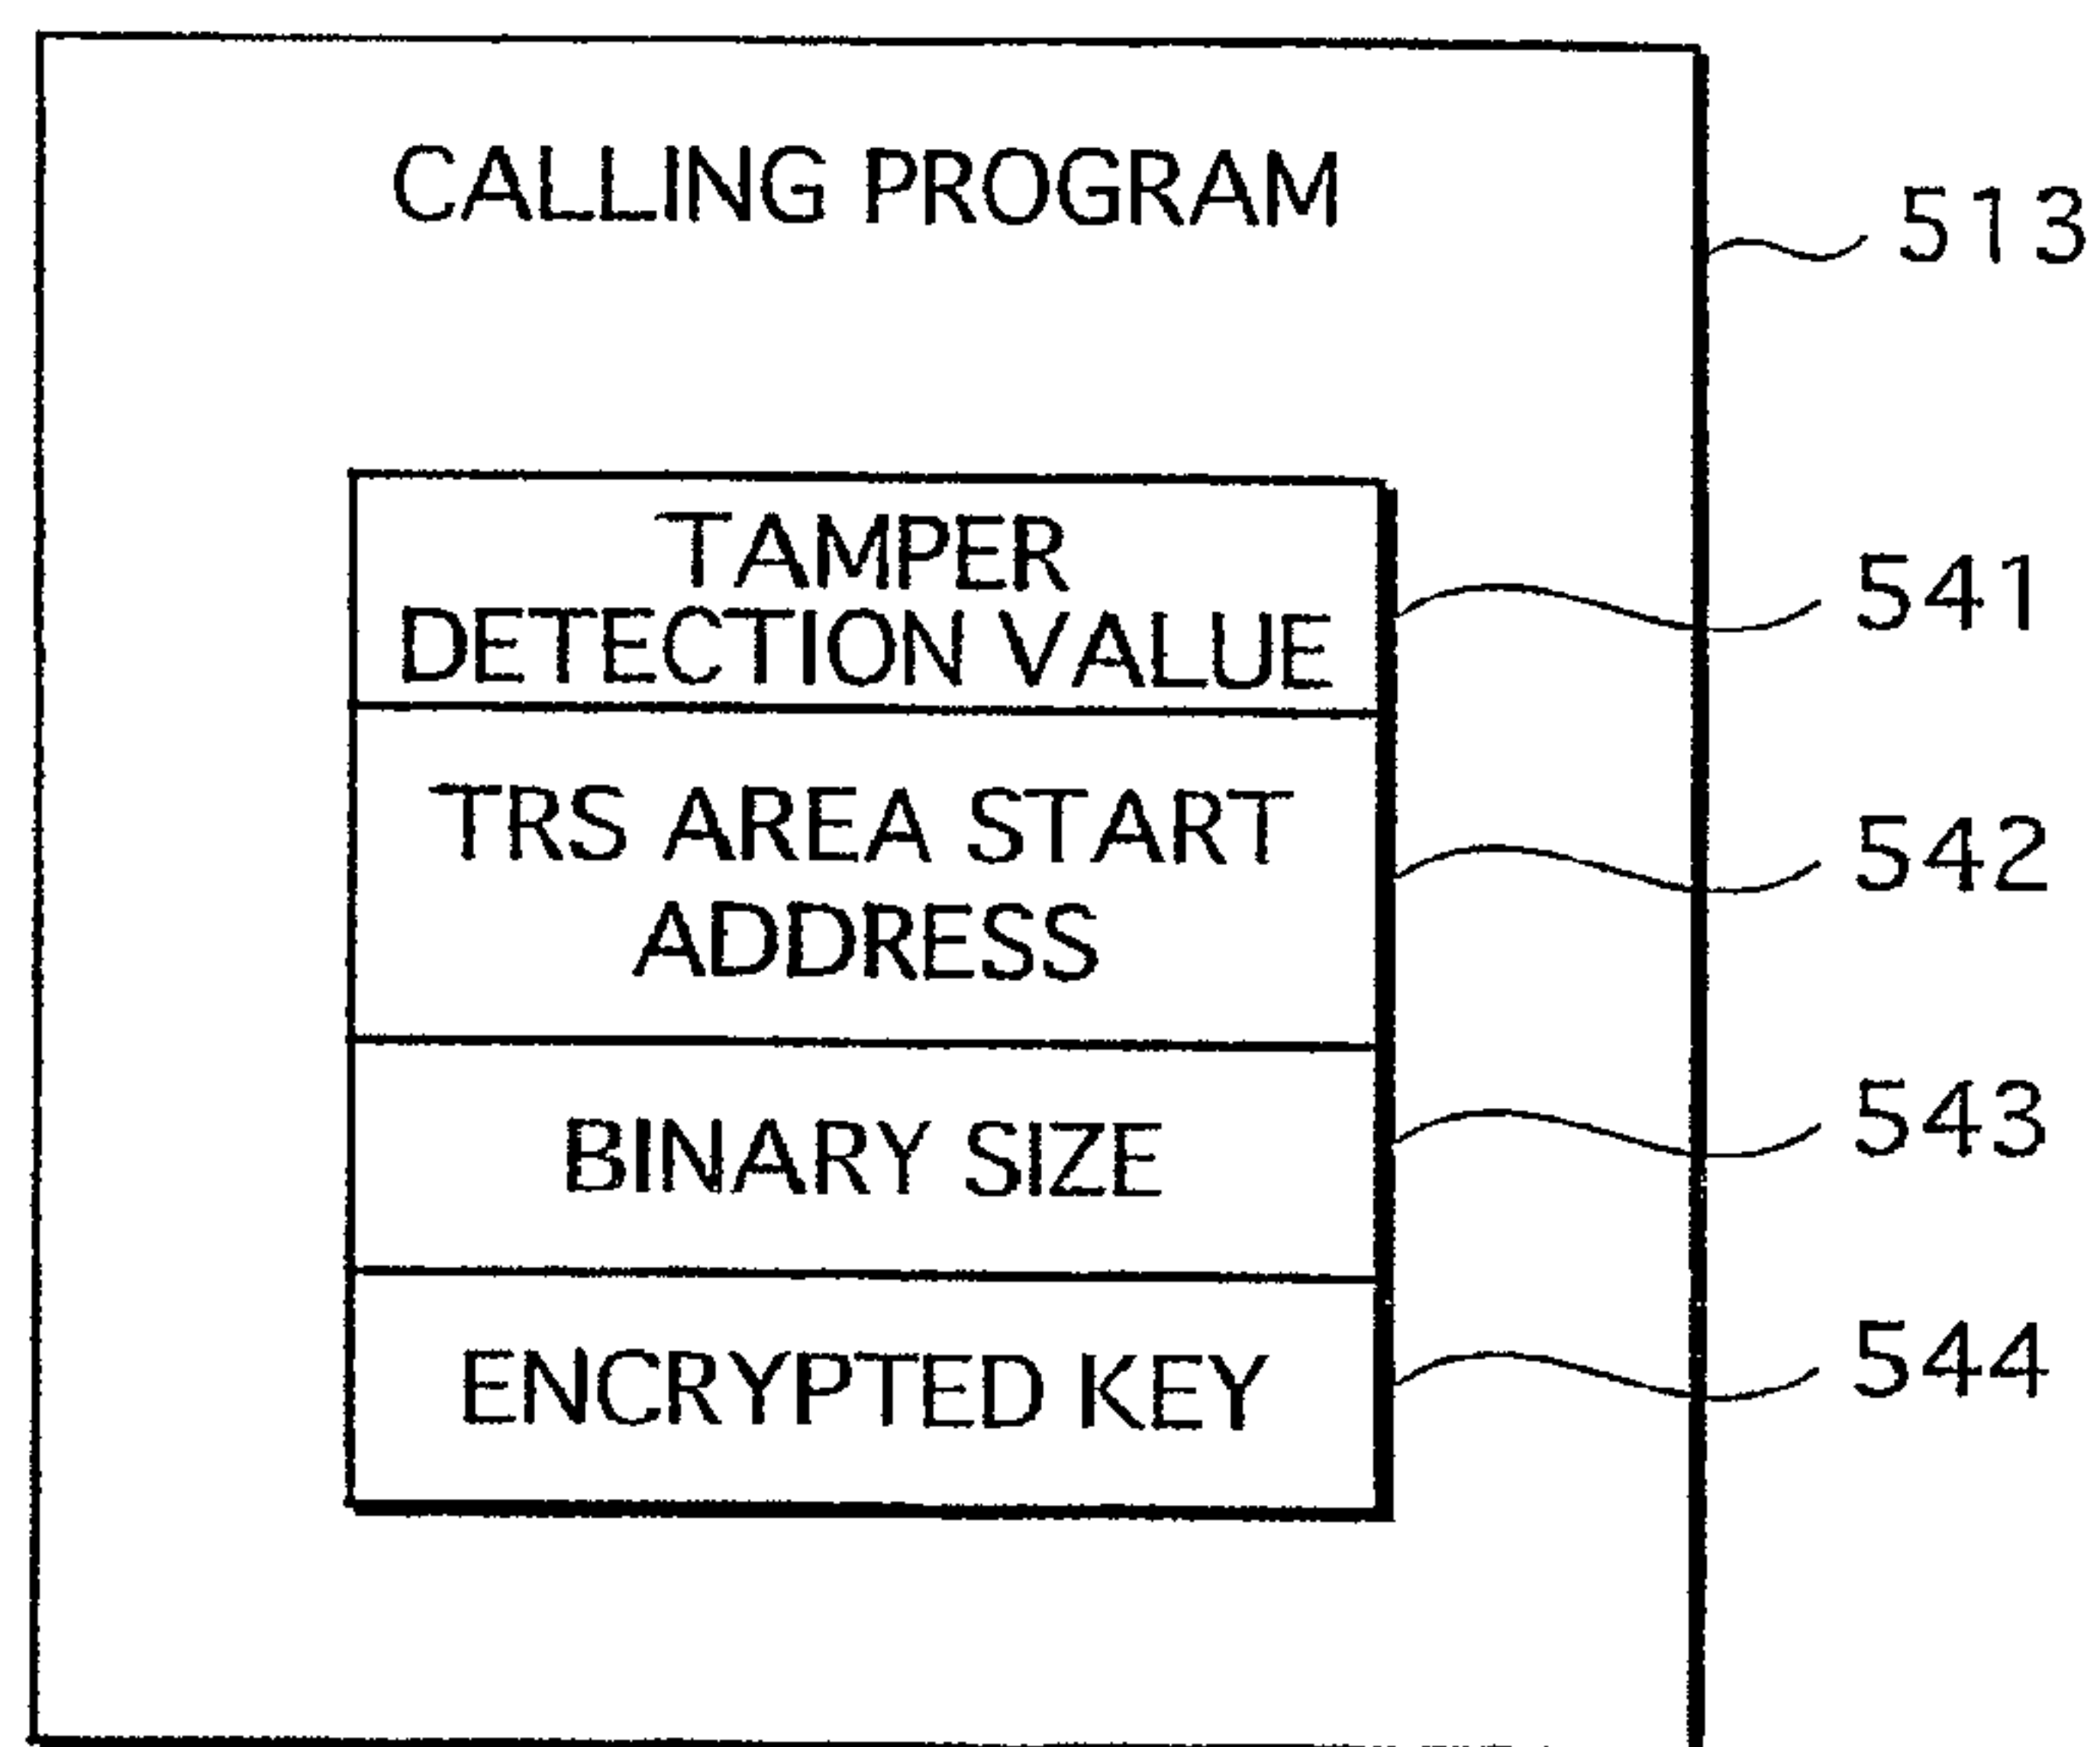 CALLING PROGRAM
513
TAMPER
DETECTION VALUE
541
TRS AREA START
ADDRESS
542
BINARY SIZE
543
ENCRYPTED KEY
544